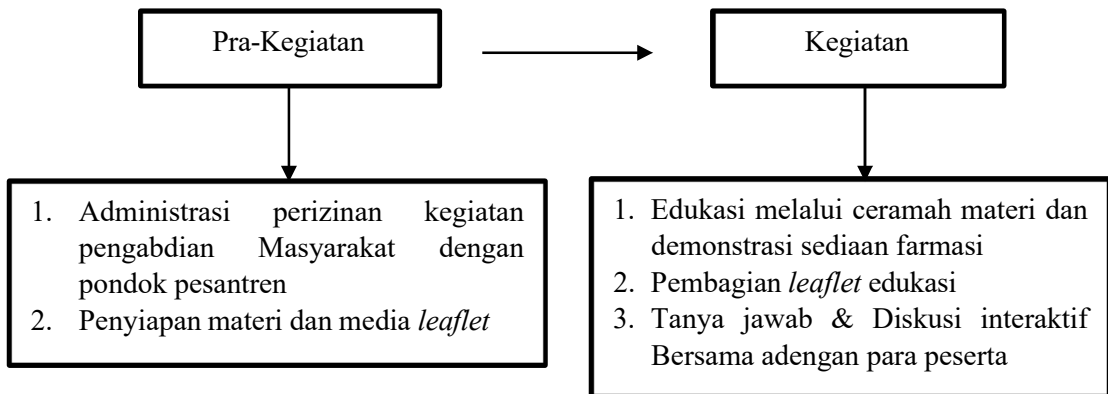 Pra-Kegiatan
Kegiatan
1. Administrasi perizinan kegiatan
pengabdian Masyarakat dengan
pondok pesantren
2. Penyiapan materi dan media leaflet
1. Edukasi melalui ceramah materi dan
demonstrasi sediaan farmasi
2. Pembagian leaflet edukasi
3. Tanya jawab & Diskusi interaktif
Bersama adengan para peserta